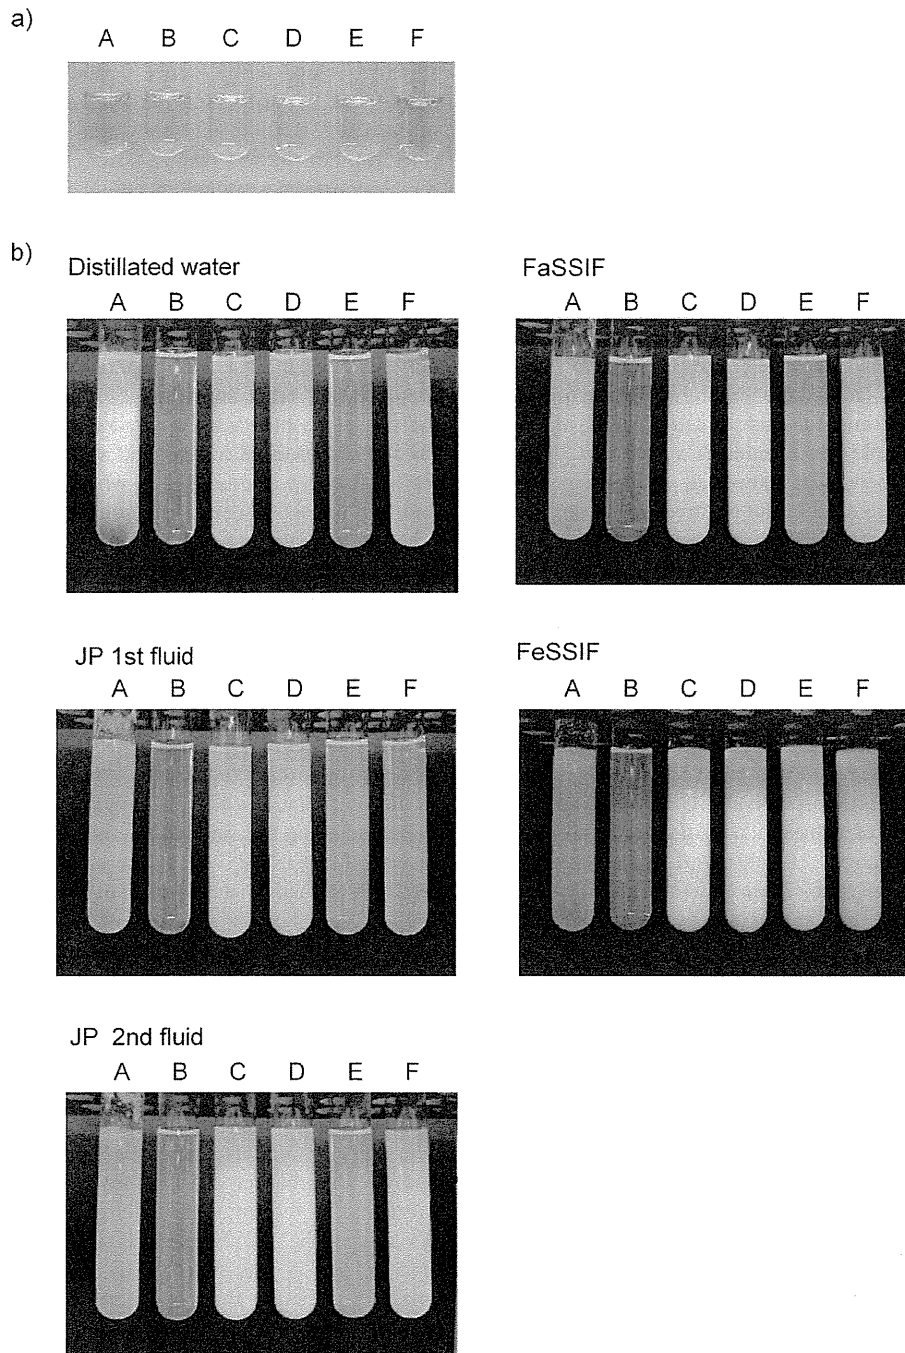 a)
A B C D E F
b)
Distillated water
A B C D E F
FaSSIF
A B C D E F
JP 1st fluid
A B C D E F
FeSSIF
A B C D E F
JP 2nd fluid
A B C D E F